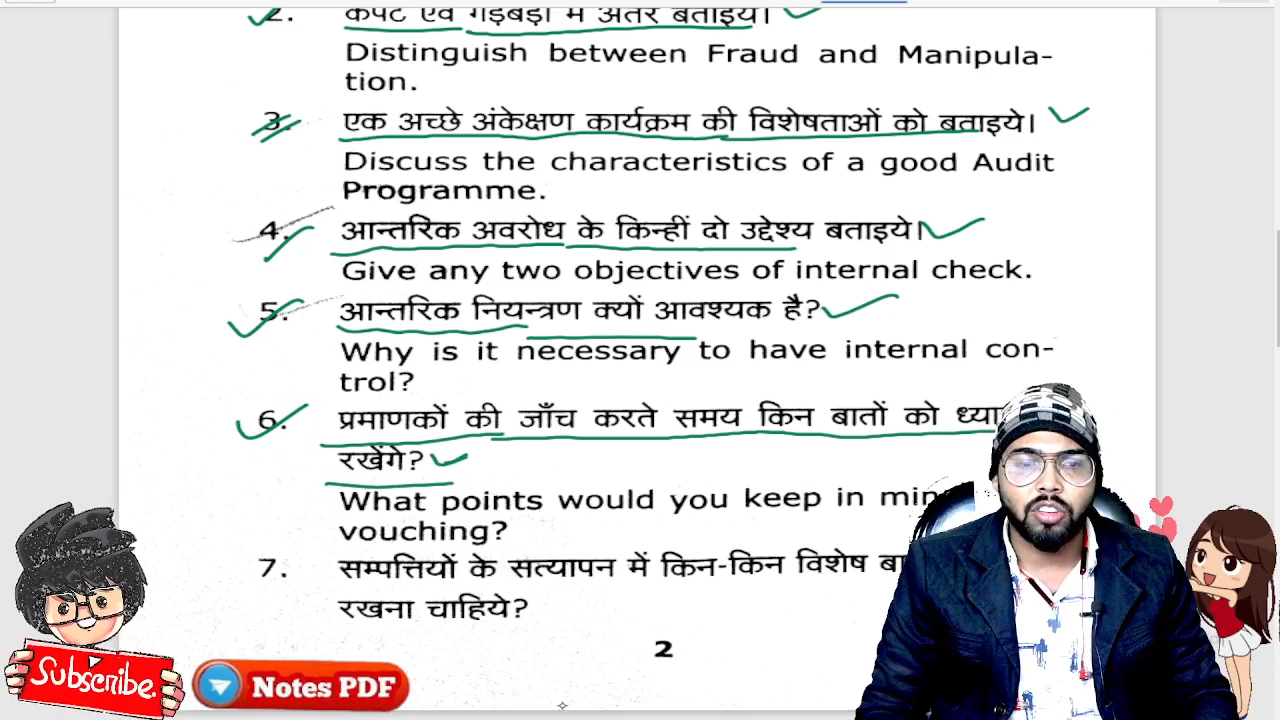 2. कपट एवं गड़बड़ी में अंतर बताइये।
Distinguish between Fraud and Manipula-
tion.
3. एक अच्छे अंकेक्षण कार्यक्रम की विशेषताओं को बताइये।
Discuss the characteristics of a good Audit
Programme.
4. आन्तरिक अवरोध के किन्हीं दो उद्देश्य बताइये।
Give any two objectives of internal check.
5. आन्तरिक नियन्त्रण क्यों आवश्यक है?
Why is it necessary to have internal con-
trol?
6. प्रमाणकों की जाँच करते समय किन बातों को
रखेंगे?
What points would you keep in
vouching?
7. सम्पत्तियों के सत्यापन में किन-किन विशेष
रखना चाहिये?
2
Subscribe.
Notes PDF